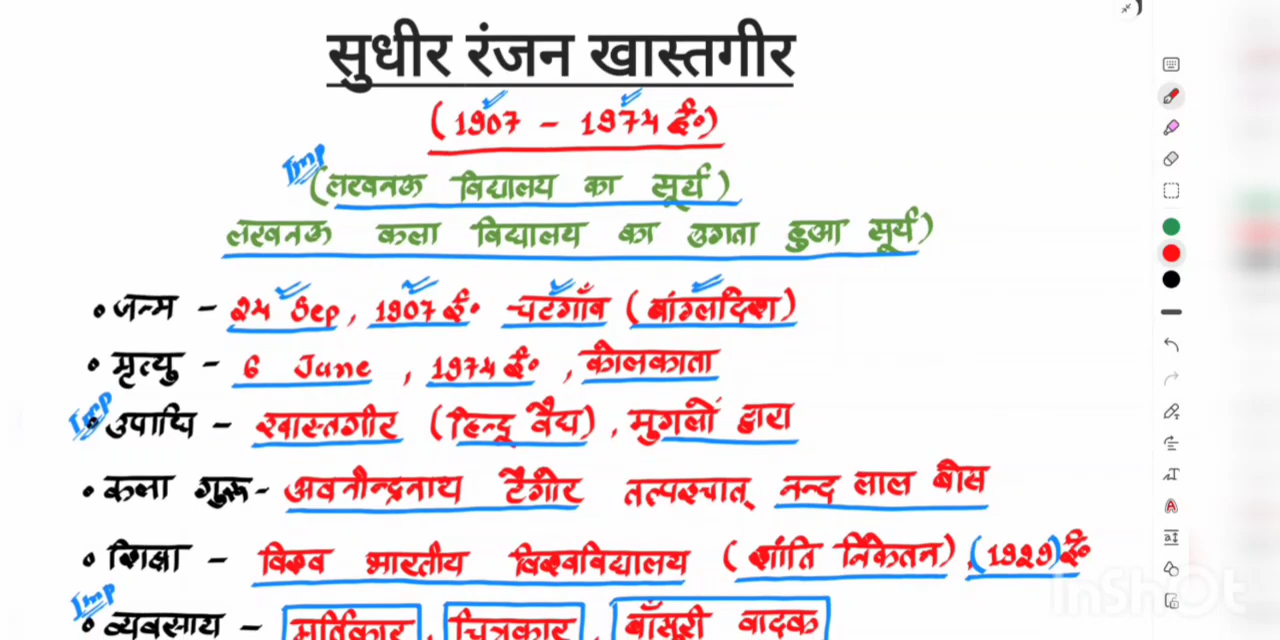 सुधीर रंजन खास्तगीर
(1907 - 1974 ई०)
Imp (लखनऊ विद्यालय का सूर्य)
लखनऊ कला विद्यालय का उगता हुआ सूर्य)
• जन्म - 24 Sep, 1907 ई० चटगाँव (बांग्लादेश)
• मृत्यु - 6 June, 1974 ई०, कोलकाता
Imp • उपाधि - खास्तगीर (हिन्दू वैद्य), मुगलों द्वारा
• कला गुरू - अवनीन्द्रनाथ टैगोर तत्पश्चात् नन्द लाल बोस
• शिक्षा - विश्व भारतीय विश्वविद्यालय (शांति निकेतन), (1929) ई०
Imp • व्यवसाय - मूर्तिकार, चित्रकार, बाँसुरी वादक
InShOt